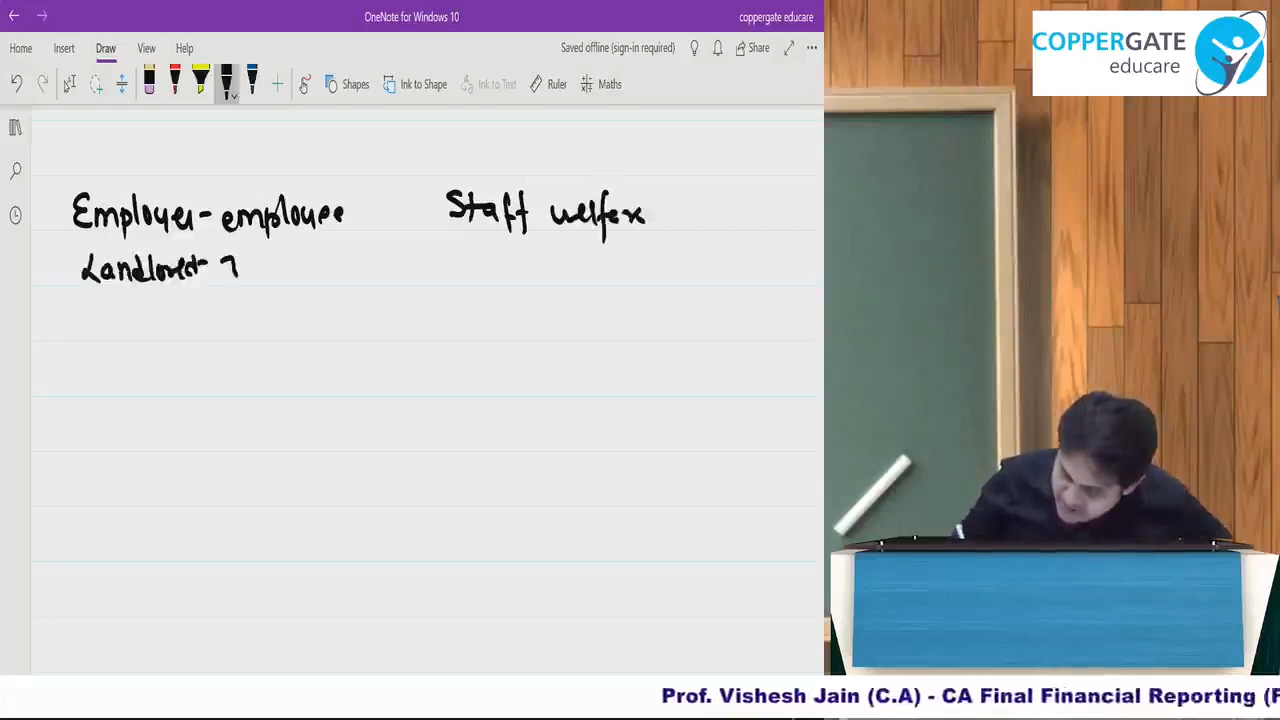 OneNote for Windows 10
coppergate educare
Home Insert Draw View Help
Saved offline (sign-in required) Share
Shapes Ink to Shape Ink to Text Ruler Maths
COPPERGATE
educare
Employer-employee Staff welfare
Landlord-
Prof. Vishesh Jain (C.A) - CA Final Financial Reporting (F